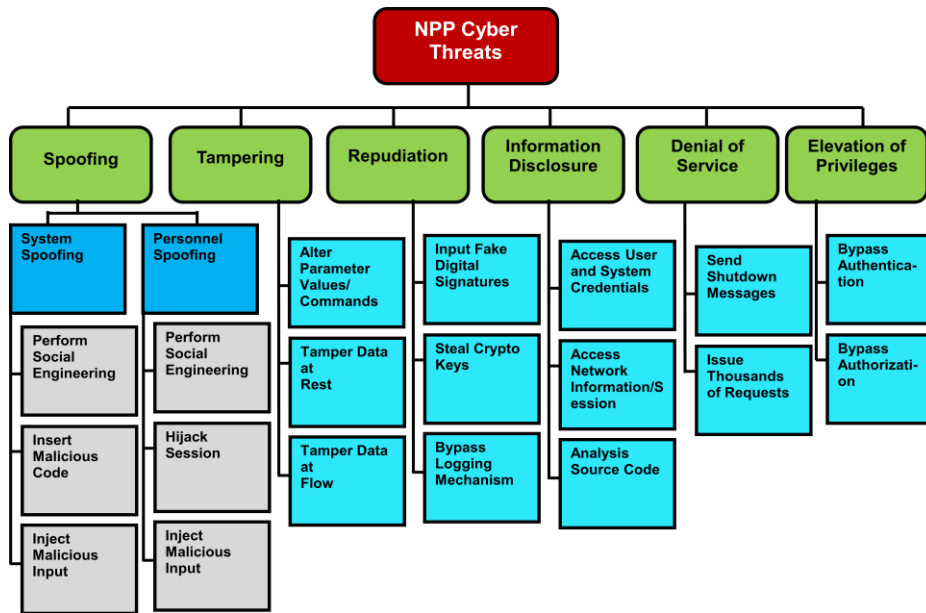 NPP Cyber
Threats
Spoofing
Tampering
Repudiation
Information
Disclosure
Denial of
Service
Elevation of
Privileges
System
Spoofing
Personnel
Spoofing
Perform
Social
Engineering
Insert
Malicious
Code
Inject
Malicious
Input
Perform
Social
Engineering
Hijack
Session
Inject
Malicious
Input
Alter
Parameter
Values/
Commands
Tamper Data
at
Rest
Tamper Data
at
Flow
Input Fake
Digital
Signatures
Steal Crypto
Keys
Bypass
Logging
Mechanism
Access User
and System
Credentials
Access
Network
Information/S
ession
Analysis
Source Code
Send
Shutdown
Messages
Issue
Thousands
of Requests
Bypass
Authentica-
tion
Bypass
Authorizati-
on